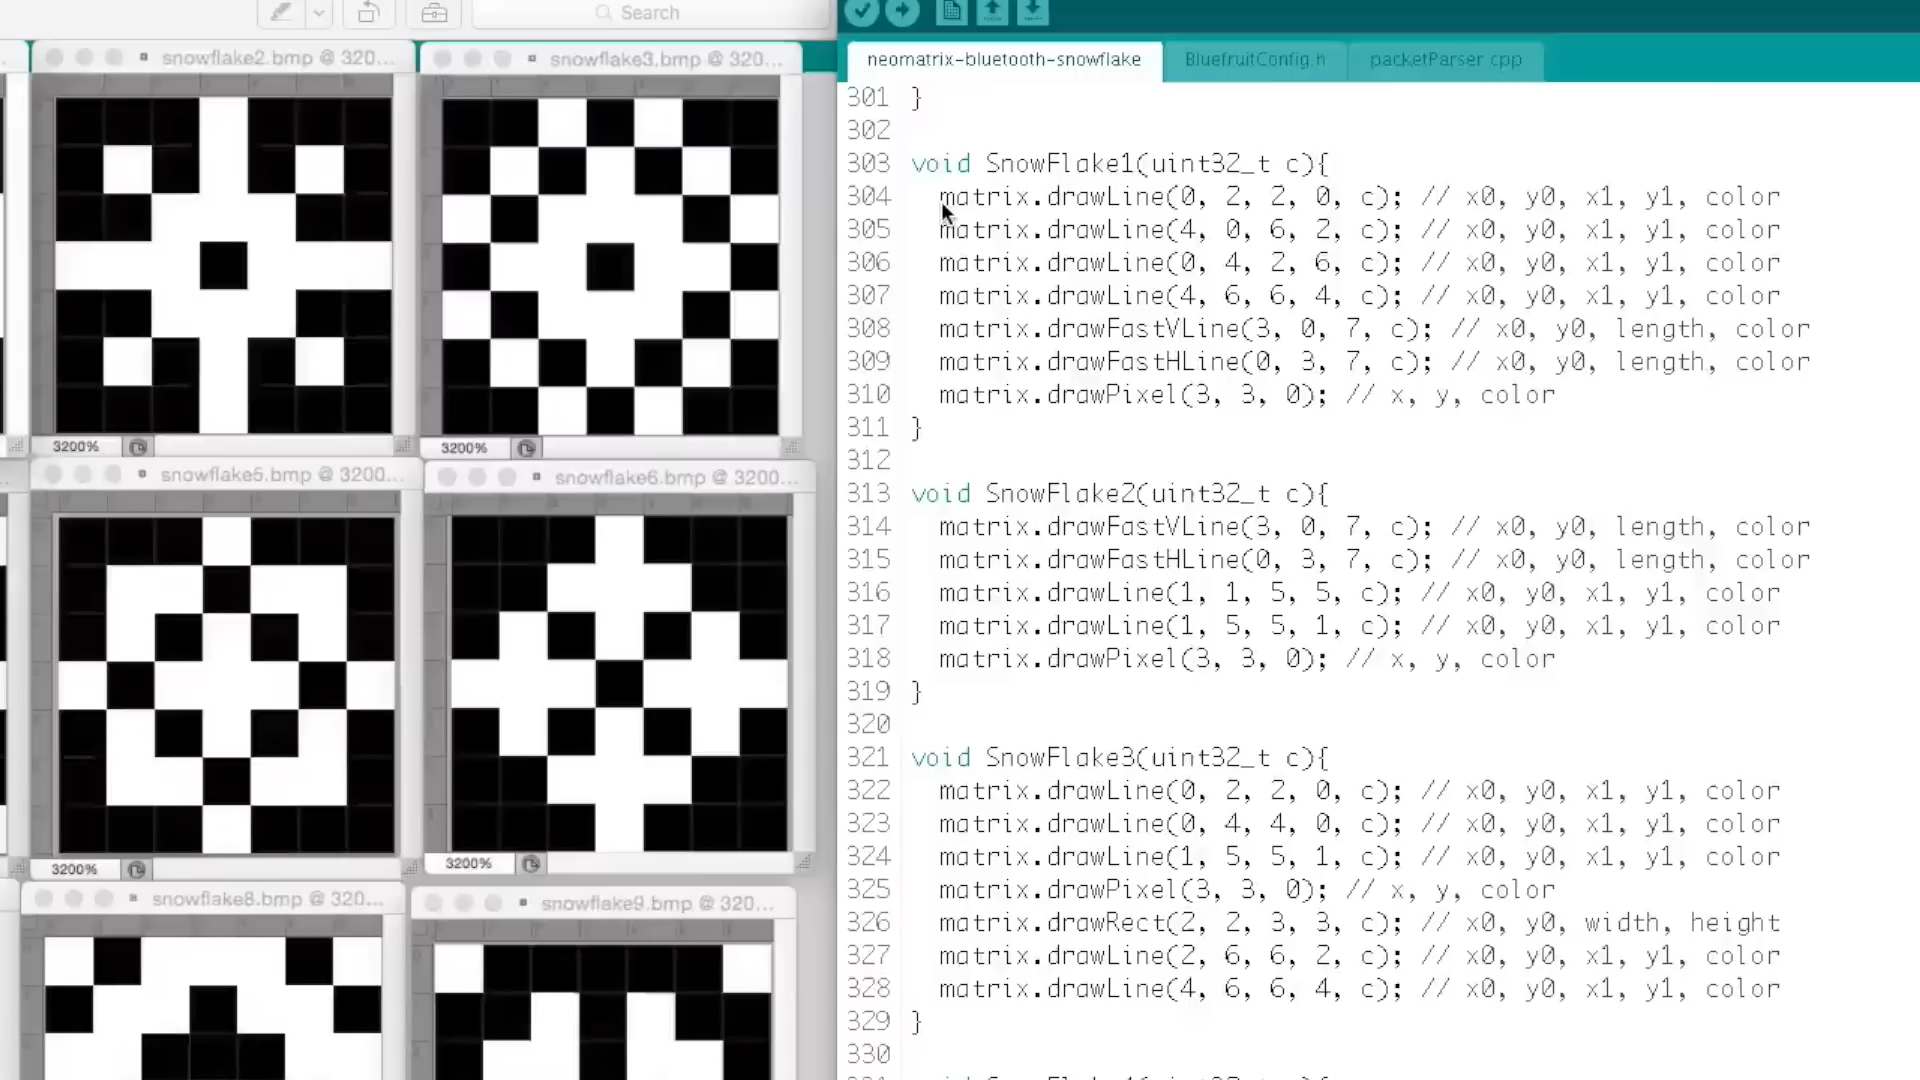 Search
snowflake2.bmp @ 320...
snowflake3.bmp @ 320...
3200%
3200%
snowflake5.bmp @ 3200...
snowflake6.bmp @ 3200...
3200%
3200%
snowflake8.bmp @ 320...
snowflake9.bmp @ 320...
neomatrix-bluetooth-snowflake
BluefruitConfig.h
packetParser.cpp
301 }
302
303 void SnowFlake1(uint32_t c){
304 matrix.drawLine(0, 2, 2, 0, c); // x0, y0, x1, y1, color
305 matrix.drawLine(4, 0, 6, 2, c); // x0, y0, x1, y1, color
306 matrix.drawLine(0, 4, 2, 6, c); // x0, y0, x1, y1, color
307 matrix.drawLine(4, 6, 6, 4, c); // x0, y0, x1, y1, color
308 matrix.drawFastVLine(3, 0, 7, c); // x0, y0, length, color
309 matrix.drawFastHLine(0, 3, 7, c); // x0, y0, length, color
310 matrix.drawPixel(3, 3, 0); // x, y, color
311 }
312
313 void SnowFlake2(uint32_t c){
314 matrix.drawFastVLine(3, 0, 7, c); // x0, y0, length, color
315 matrix.drawFastHLine(0, 3, 7, c); // x0, y0, length, color
316 matrix.drawLine(1, 1, 5, 5, c); // x0, y0, x1, y1, color
317 matrix.drawLine(1, 5, 5, 1, c); // x0, y0, x1, y1, color
318 matrix.drawPixel(3, 3, 0); // x, y, color
319 }
320
321 void SnowFlake3(uint32_t c){
322 matrix.drawLine(0, 2, 2, 0, c); // x0, y0, x1, y1, color
323 matrix.drawLine(0, 4, 4, 0, c); // x0, y0, x1, y1, color
324 matrix.drawLine(1, 5, 5, 1, c); // x0, y0, x1, y1, color
325 matrix.drawPixel(3, 3, 0); // x, y, color
326 matrix.drawRect(2, 2, 3, 3, c); // x0, y0, width, height
327 matrix.drawLine(2, 6, 6, 2, c); // x0, y0, x1, y1, color
328 matrix.drawLine(4, 6, 6, 4, c); // x0, y0, x1, y1, color
329 }
330